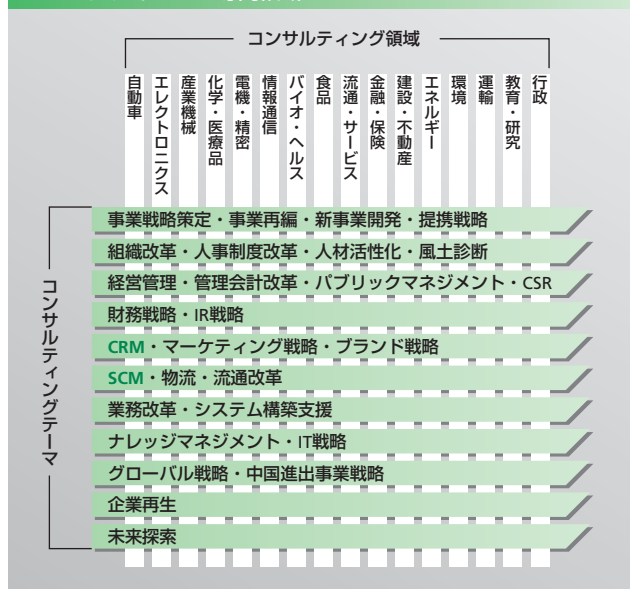 コンサルティング領域
自動車
エレクトロニクス
産業機械
化学・医療品
電機・精密
情報通信
バイオ・ヘルス
食品
流通・サービス
金融・保険
建設・不動産
エネルギー
環境
運輸
教育・研究
行政
コンサルティングテーマ
事業戦略策定・事業再編・新事業開発・提携戦略
組織改革・人事制度改革・人材活性化・風土診断
経営管理・管理会計改革・パブリックマネジメント・CSR
財務戦略・IR戦略
CRM・マーケティング戦略・ブランド戦略
SCM・物流・流通改革
業務改革・システム構築支援
ナレッジマネジメント・IT戦略
グローバル戦略・中国進出事業戦略
企業再生
未来探索